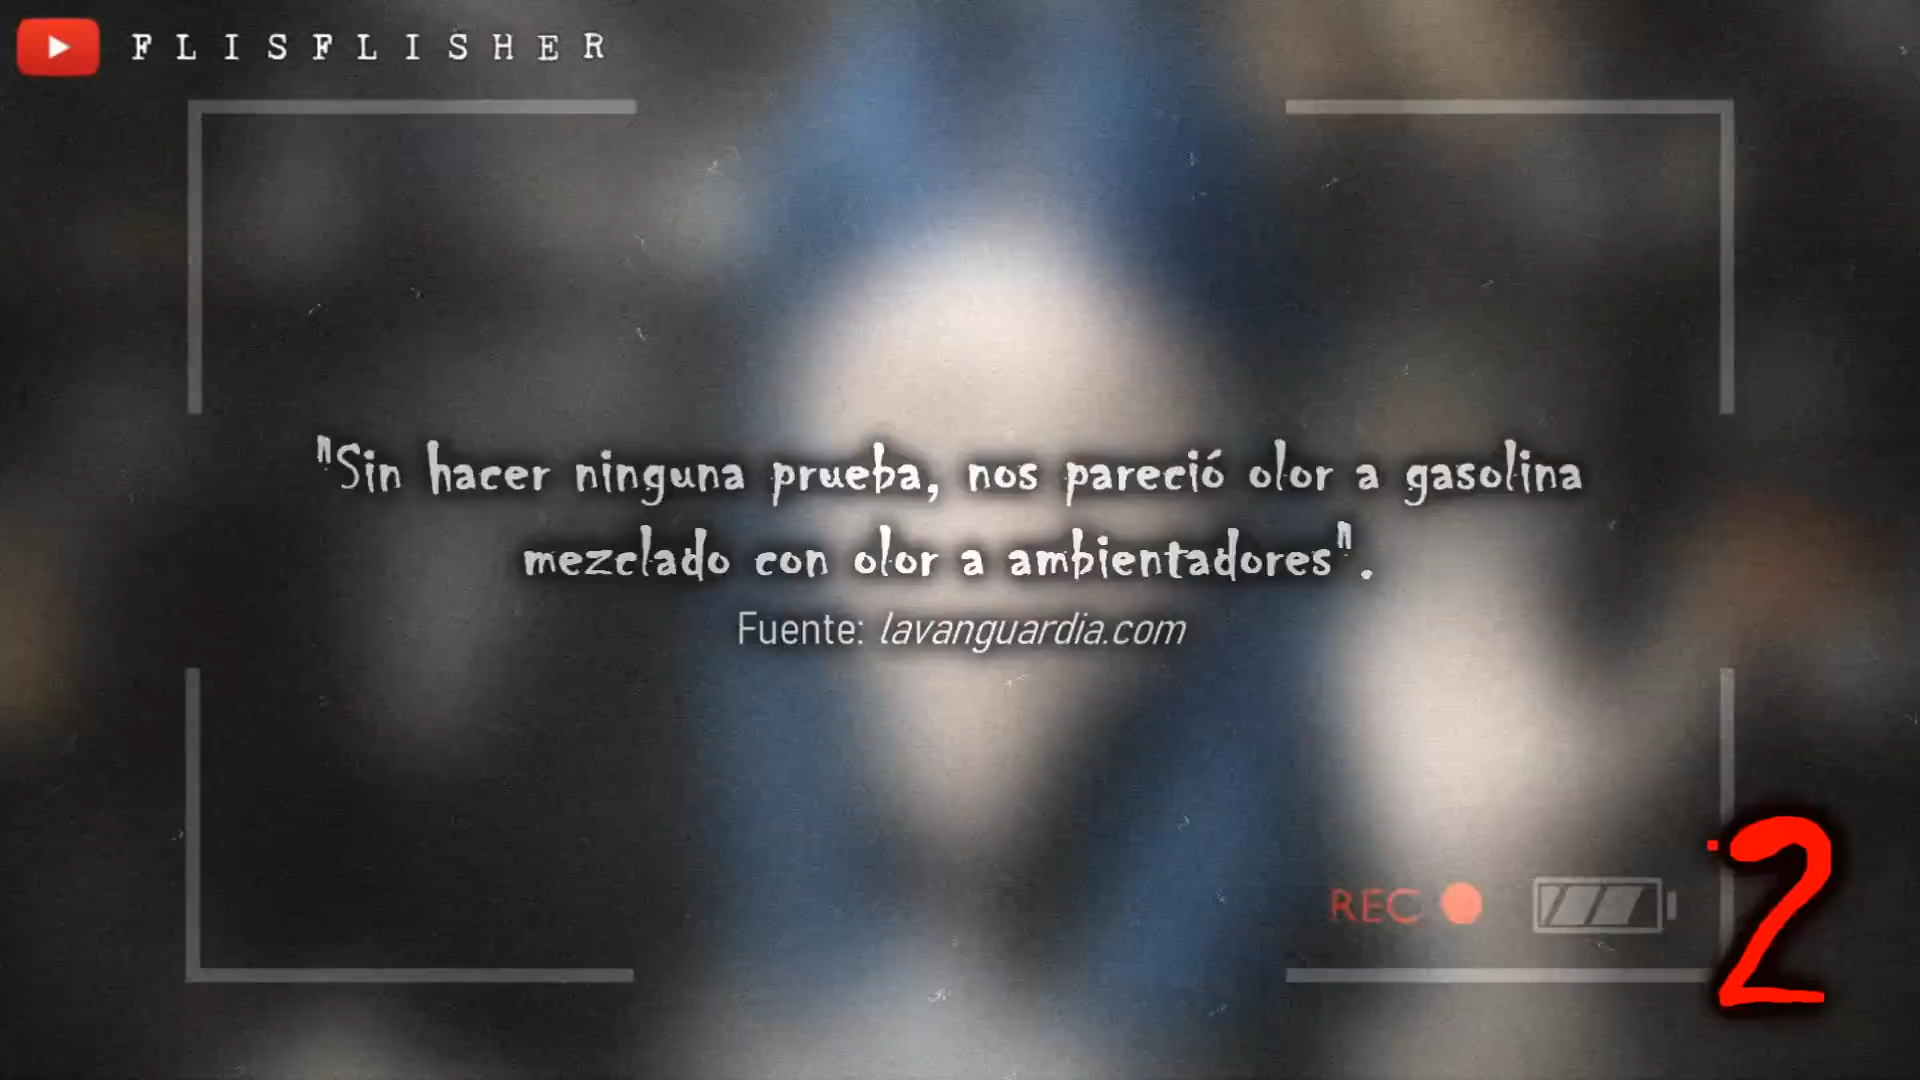 FLISFLISHER
"Sin hacer ninguna prueba, nos pareció olor a gasolina
mezclado con olor a ambientadores".
Fuente: lavanguardia.com
REC
2